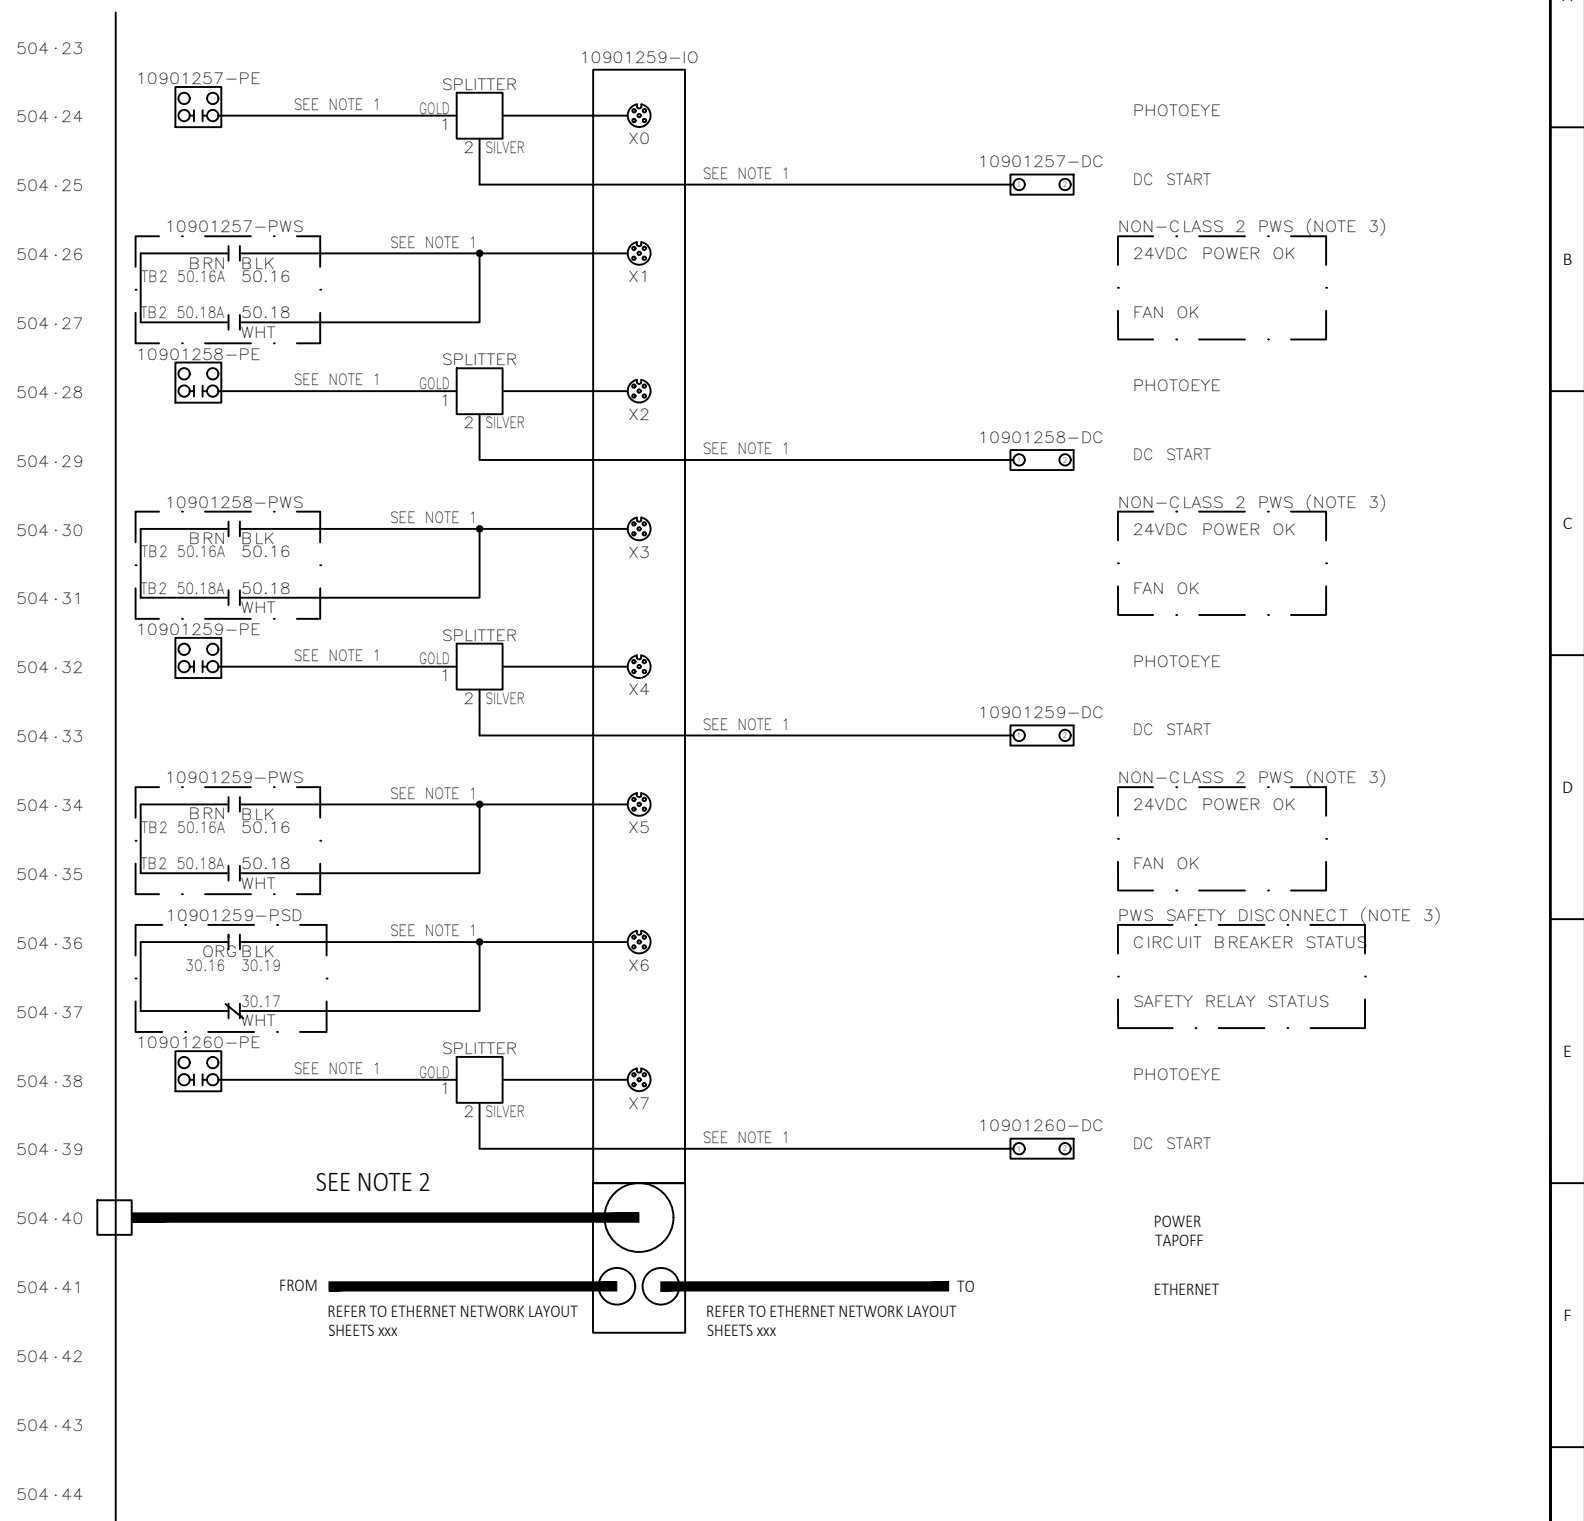 504·23
10901259-IO
10901257-PE
SPLITTER
504·24
SEE NOTE 1
GOLD
1
X0
PHOTOEYE
2 SILVER
504·25
SEE NOTE 1
10901257-DC
1 2
DC START
10901257-PWS
NON-CLASS 2 PWS (NOTE 3)
504·26
SEE NOTE 1
24VDC POWER OK
BRN BLK
TB2 50.16A 50.16
X1
504·27
TB2 50.18A 50.18
WHT
FAN OK
10901258-PE
SPLITTER
504·28
SEE NOTE 1
GOLD
1
X2
PHOTOEYE
2 SILVER
504·29
SEE NOTE 1
10901258-DC
1 2
DC START
10901258-PWS
NON-CLASS 2 PWS (NOTE 3)
504·30
SEE NOTE 1
24VDC POWER OK
BRN BLK
TB2 50.16A 50.16
X3
504·31
TB2 50.18A 50.18
WHT
FAN OK
10901259-PE
SPLITTER
504·32
SEE NOTE 1
GOLD
1
X4
PHOTOEYE
2 SILVER
504·33
SEE NOTE 1
10901259-DC
1 2
DC START
10901259-PWS
NON-CLASS 2 PWS (NOTE 3)
504·34
SEE NOTE 1
24VDC POWER OK
BRN BLK
TB2 50.16A 50.16
X5
504·35
TB2 50.18A 50.18
WHT
FAN OK
10901259-PSD
PWS SAFETY DISCONNECT (NOTE 3)
504·36
SEE NOTE 1
CIRCUIT BREAKER STATUS
ORG BLK
30.16 30.19
X6
504·37
30.17
WHT
SAFETY RELAY STATUS
10901260-PE
SPLITTER
504·38
SEE NOTE 1
GOLD
1
X7
PHOTOEYE
2 SILVER
504·39
SEE NOTE 1
10901260-DC
1 2
DC START
SEE NOTE 2
504·40
POWER
TAPOFF
504·41
FROM
TO
ETHERNET
REFER TO ETHERNET NETWORK LAYOUT
SHEETS xxx
REFER TO ETHERNET NETWORK LAYOUT
SHEETS xxx
504·42
504·43
504·44
B
C
D
E
F